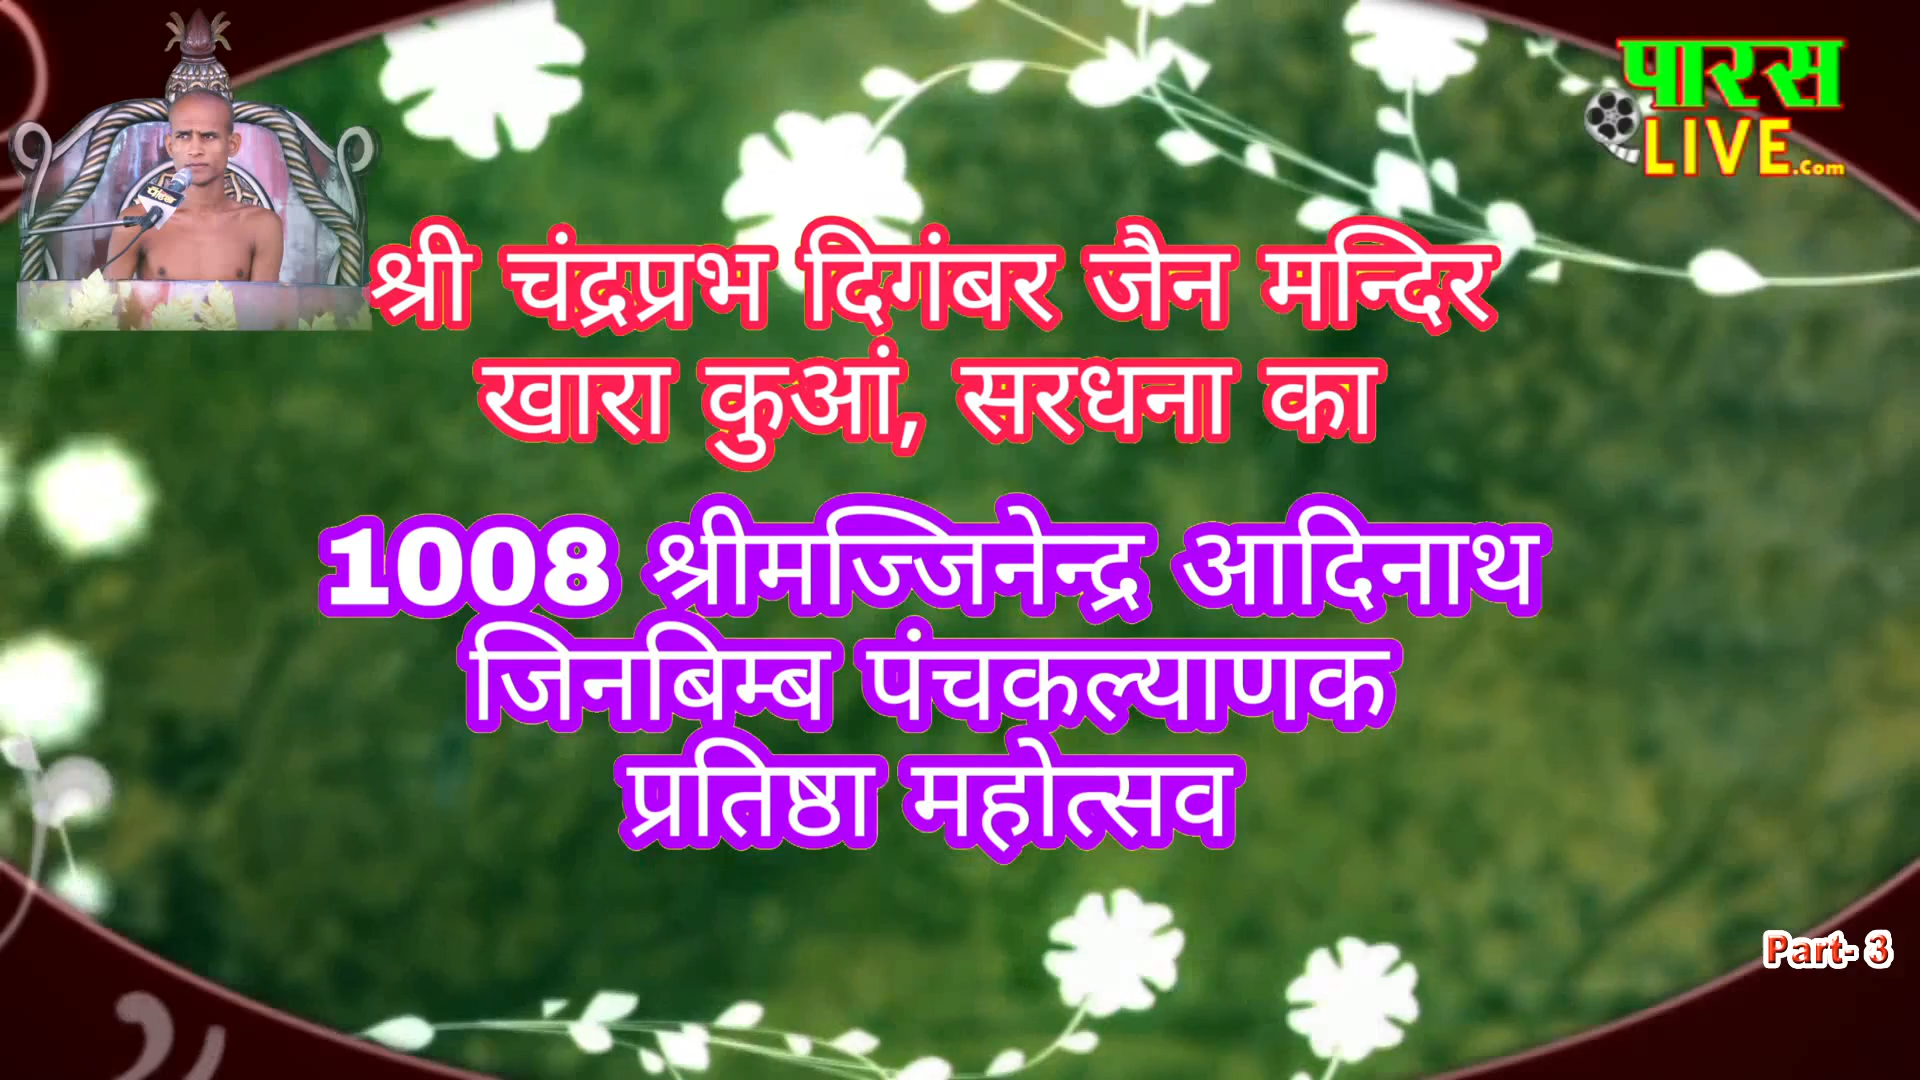 पारस
LIVE.com
श्री चंद्रप्रभ दिगंबर जैन मन्दिर
खारा कुआं, सरधना का
1008 श्रीमज्जिनेन्द्र आदिनाथ
जिनबिम्ब पंचकल्याणक
प्रतिष्ठा महोत्सव
Part- 3